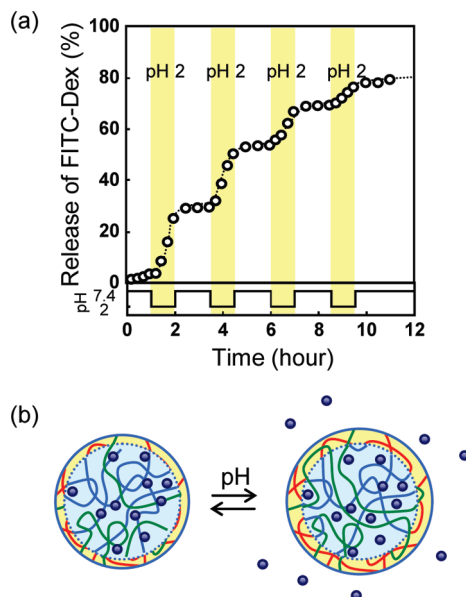 (a)
Release of FITC-Dex (%)
100
80
60
40
20
0
pH 2 pH 2 pH 2 pH 2
pH 7.4
2
0 2 4 6 8 10 12
Time (hour)
(b)
pH